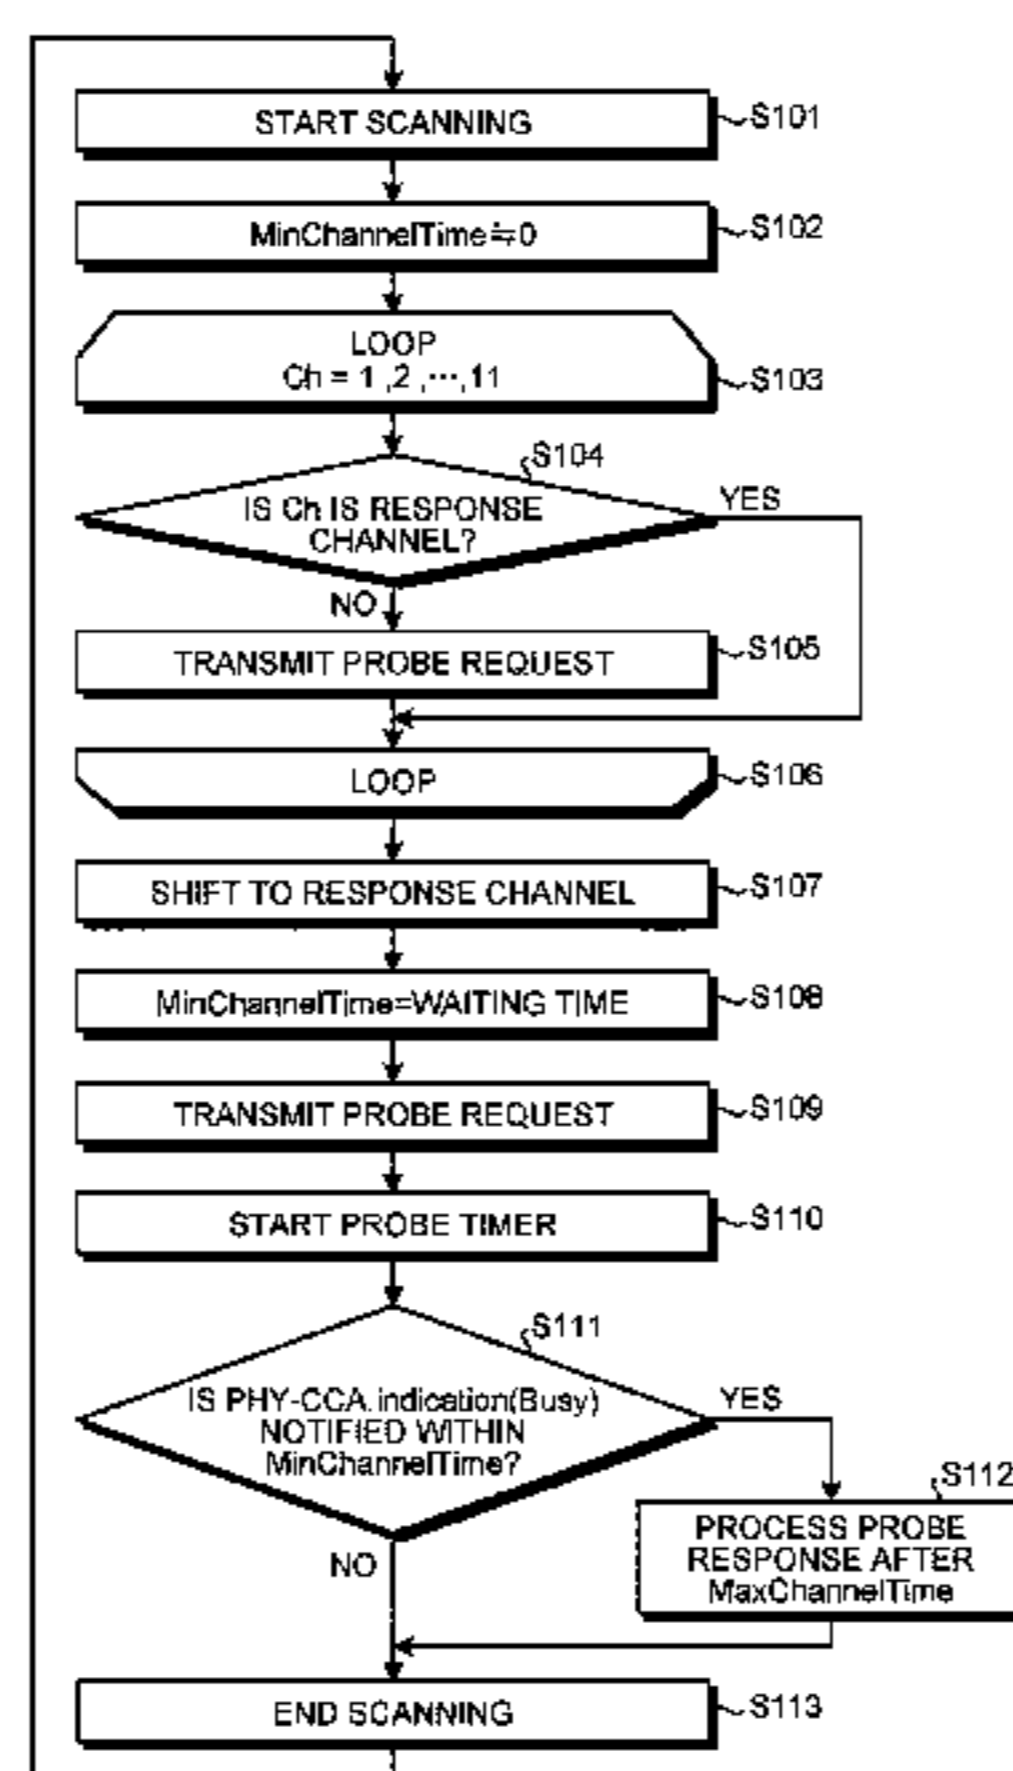 START SCANNING
S101
MinChannelTime≒0
S102
LOOP
Ch = 1 ,2 ,···,11
S103
S104
IS Ch IS RESPONSE
CHANNEL?
YES
NO
TRANSMIT PROBE REQUEST
S105
LOOP
S106
SHIFT TO RESPONSE CHANNEL
S107
MinChannelTime=WAITING TIME
S108
TRANSMIT PROBE REQUEST
S109
START PROBE TIMER
S110
S111
IS PHY-CCA.indication(Busy)
NOTIFIED WITHIN
MinChannelTime?
YES
NO
S112
PROCESS PROBE
RESPONSE AFTER
MaxChannelTime
END SCANNING
S113